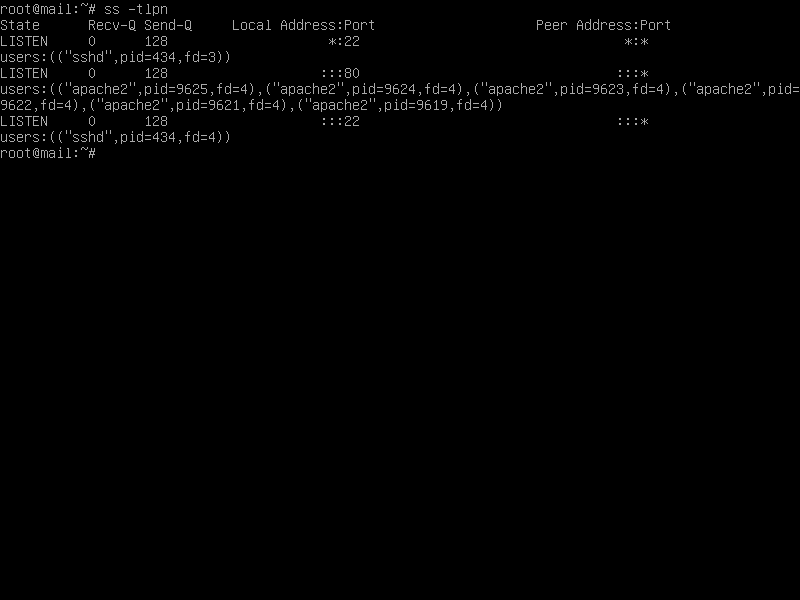 root@mail:~# ss -tlpn
State      Recv-Q Send-Q     Local Address:Port                    Peer Address:Port
LISTEN     0      128                    *:22                                 *:*
users:(("sshd",pid=434,fd=3))
LISTEN     0      128                   :::80                                :::*
users:(("apache2",pid=9625,fd=4),("apache2",pid=9624,fd=4),("apache2",pid=9623,fd=4),("apache2",pid=
9622,fd=4),("apache2",pid=9621,fd=4),("apache2",pid=9619,fd=4))
LISTEN     0      128                   :::22                                :::*
users:(("sshd",pid=434,fd=4))
root@mail:~#